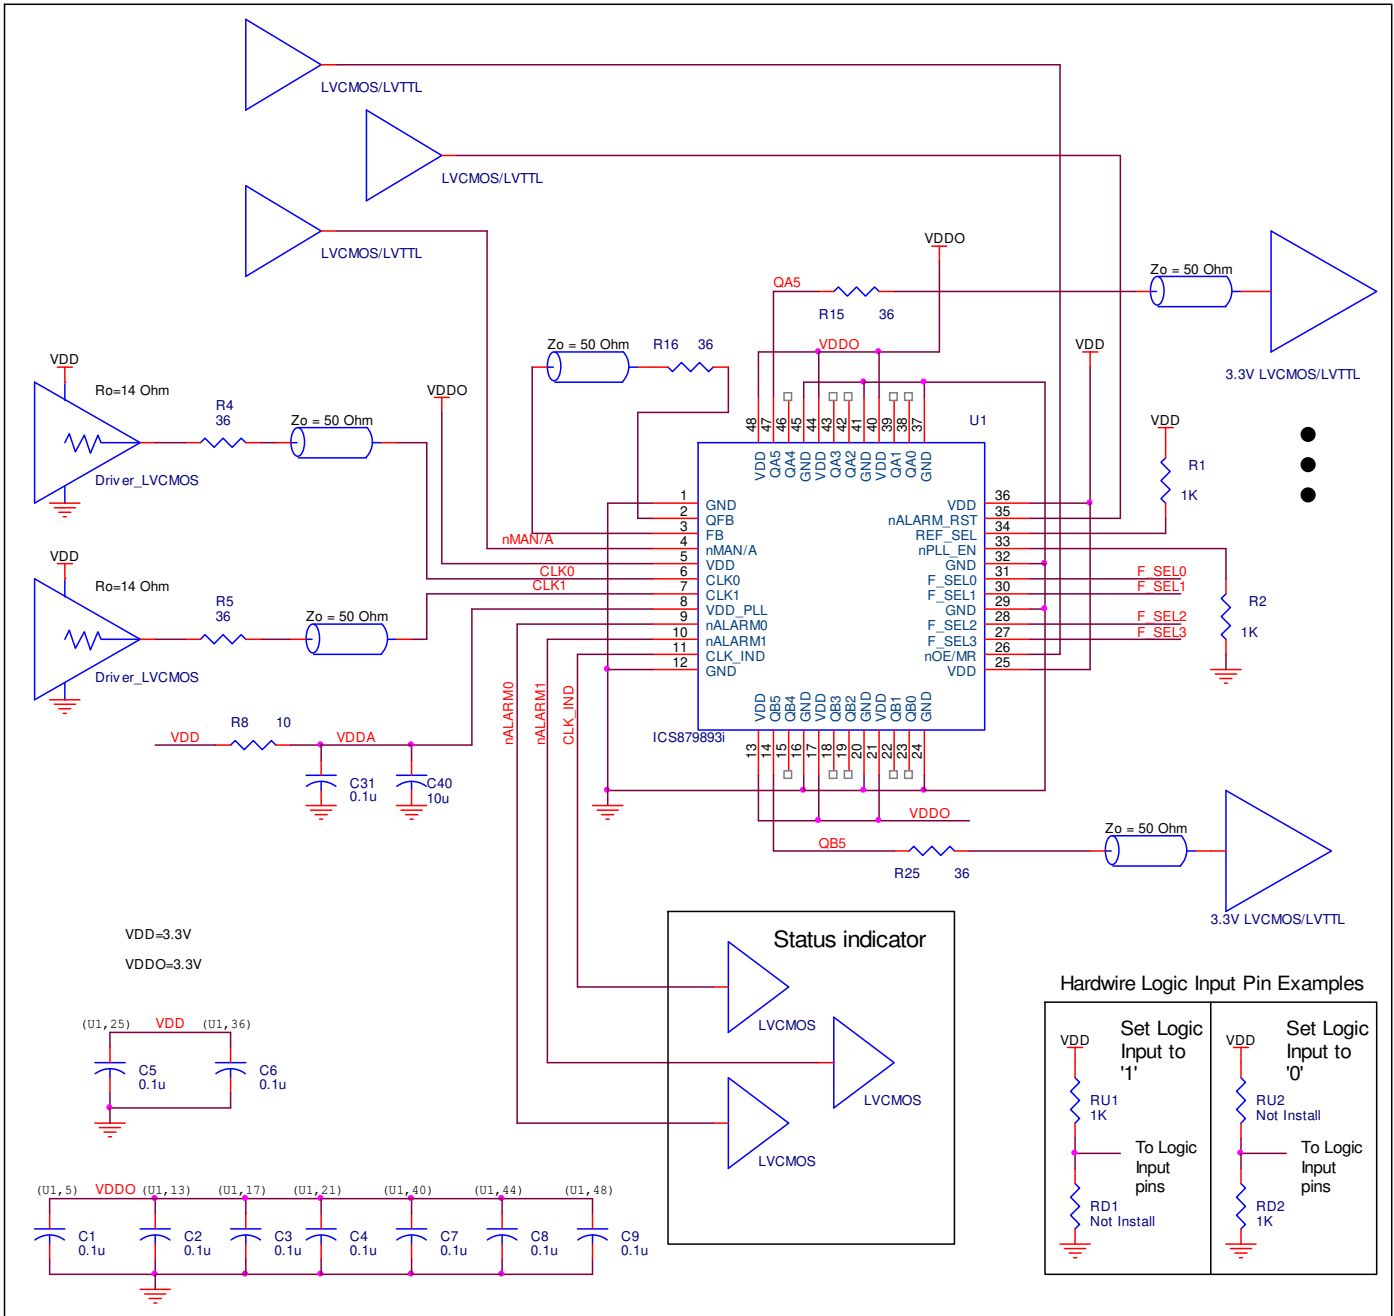 LVCMOS/LVTTL
LVCMOS/LVTTL
LVCMOS/LVTTL
VDDO
QA5
R15 36
Zo = 50 Ohm
3.3V LVCMOS/LVTTL
Zo = 50 Ohm
R16 36
VDDO
VDD
VDD
Ro=14 Ohm
R4
36
Zo = 50 Ohm
Driver_LVCMOS
VDDO
VDD
Ro=14 Ohm
R5
36
Zo = 50 Ohm
Driver_LVCMOS
nMAN/A
CLK0
CLK1
U1
48 47 46 45 44 43 42 41 40 39 38 37
VDD QA5 QA4 GND VDD QA3 QA2 GND VDD QA1 QA0 GND
1 GND
2 QFB
3 FB
4 nMAN/A
5 VDD
6 CLK0
7 CLK1
8 VDD_PLL
9 nALARM0
10 nALARM1
11 CLK_IND
12 GND
VDD 36
nALARM_RST 35
REF_SEL 34
nPLL_EN 33
GND 32
F_SEL0 31
F_SEL1 30
GND 29
F_SEL2 28
F_SEL3 27
nOE/MR 26
VDD 25
VDD QB5 QB4 GND VDD QB3 QB2 GND VDD QB1 QB0 GND
13 14 15 16 17 18 19 20 21 22 23 24
ICS879893i
VDD
R1
1K
F_SEL0
F_SEL1
F_SEL2
F_SEL3
R2
1K
nALARM0
nALARM1
CLK_IND
VDD
R8 10
VDDA
C31
0.1u
C40
10u
VDDO
QB5
R25 36
Zo = 50 Ohm
3.3V LVCMOS/LVTTL
VDD=3.3V
VDDO=3.3V
Status indicator
LVCMOS
LVCMOS
LVCMOS
(U1,25) VDD (U1,36)
C5
0.1u
C6
0.1u
(U1,5) VDDO (U1,13) (U1,17) (U1,21) (U1,40) (U1,44) (U1,48)
C1
0.1u
C2
0.1u
C3
0.1u
C4
0.1u
C7
0.1u
C8
0.1u
C9
0.1u
Hardwire Logic Input Pin Examples
VDD
Set Logic
Input to
'1'
RU1
1K
To Logic
Input
pins
RD1
Not Install
VDD
Set Logic
Input to
'0'
RU2
Not Install
To Logic
Input
pins
RD2
1K